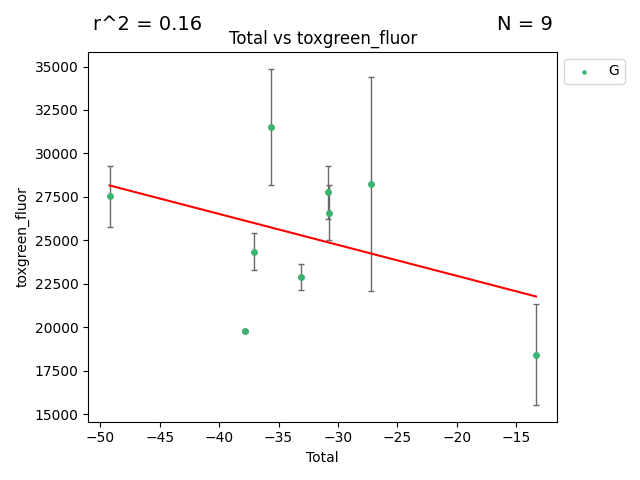 r^2 = 0.16
N = 9
Total vs toxgreen_fluor
G
35000
32500
30000
27500
25000
22500
20000
17500
15000
toxgreen_fluor
−50
−45
−40
−35
−30
−25
−20
−15
Total